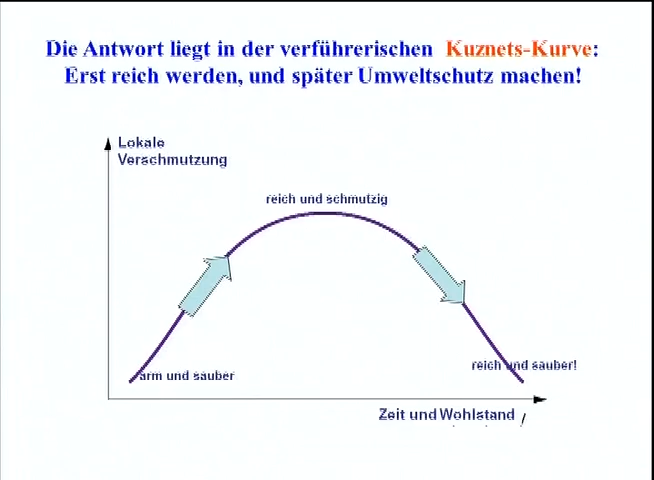 Die Antwort liegt in der verführerischen Kuznets-Kurve:
Erst reich werden, und später Umweltschutz machen!
Lokale
Verschmutzung
reich und schmutzig
reich und sauber!
arm und sauber
Zeit und Wohlstand /